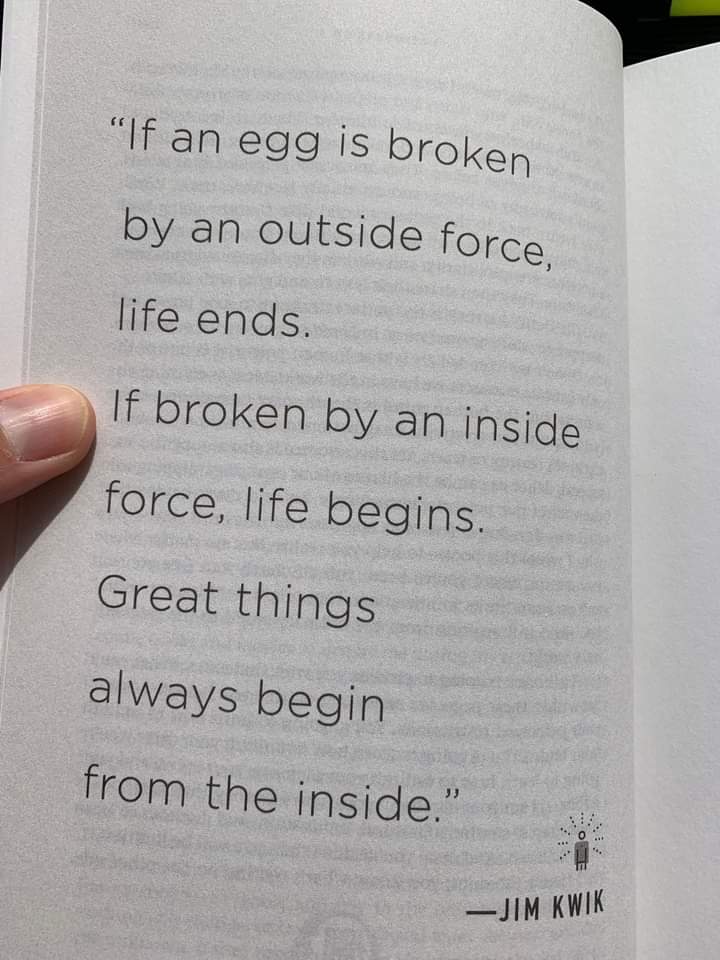 “If an egg is broken
by an outside force,
life ends.
If broken by an inside
force, life begins.
Great things
always begin
from the inside.”
—JIM KWIK